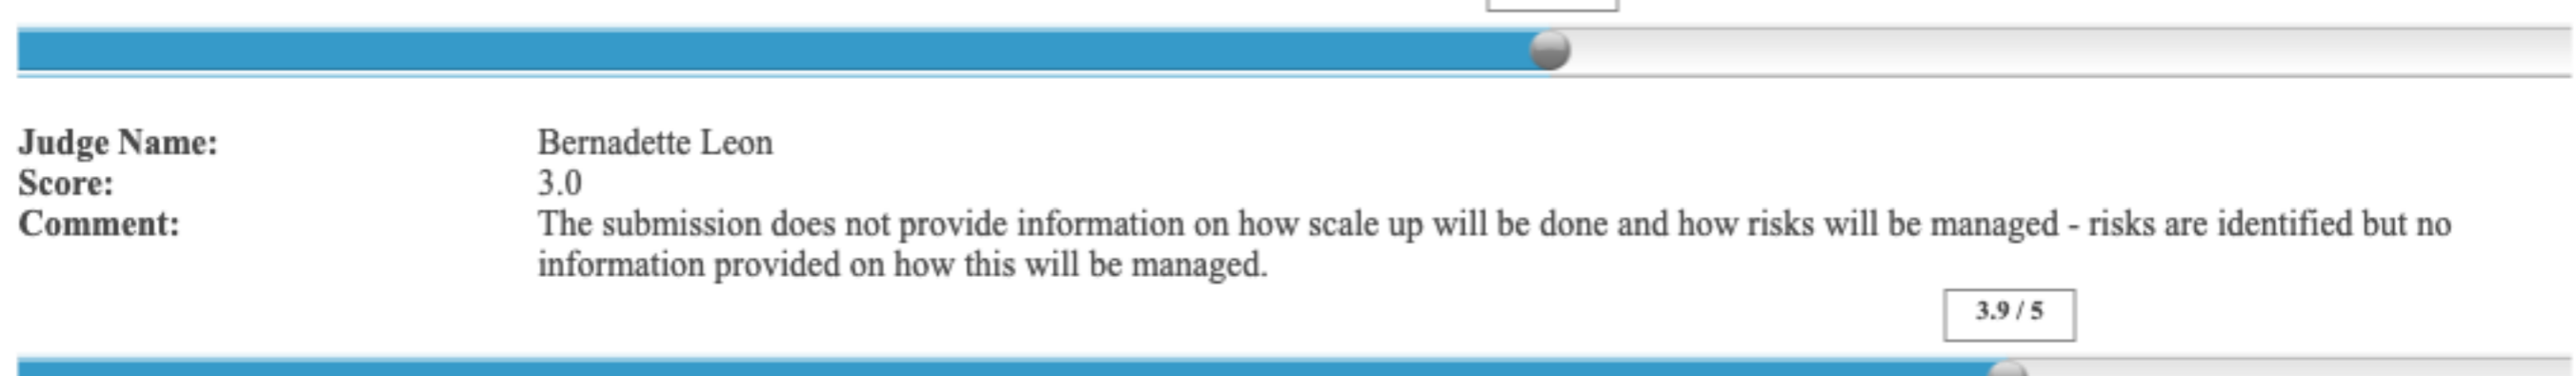 Judge Name: Bernadette Leon
Score: 3.0
Comment: The submission does not provide information on how scale up will be done and how risks will be managed - risks are identified but no
information provided on how this will be managed.
3.9 / 5